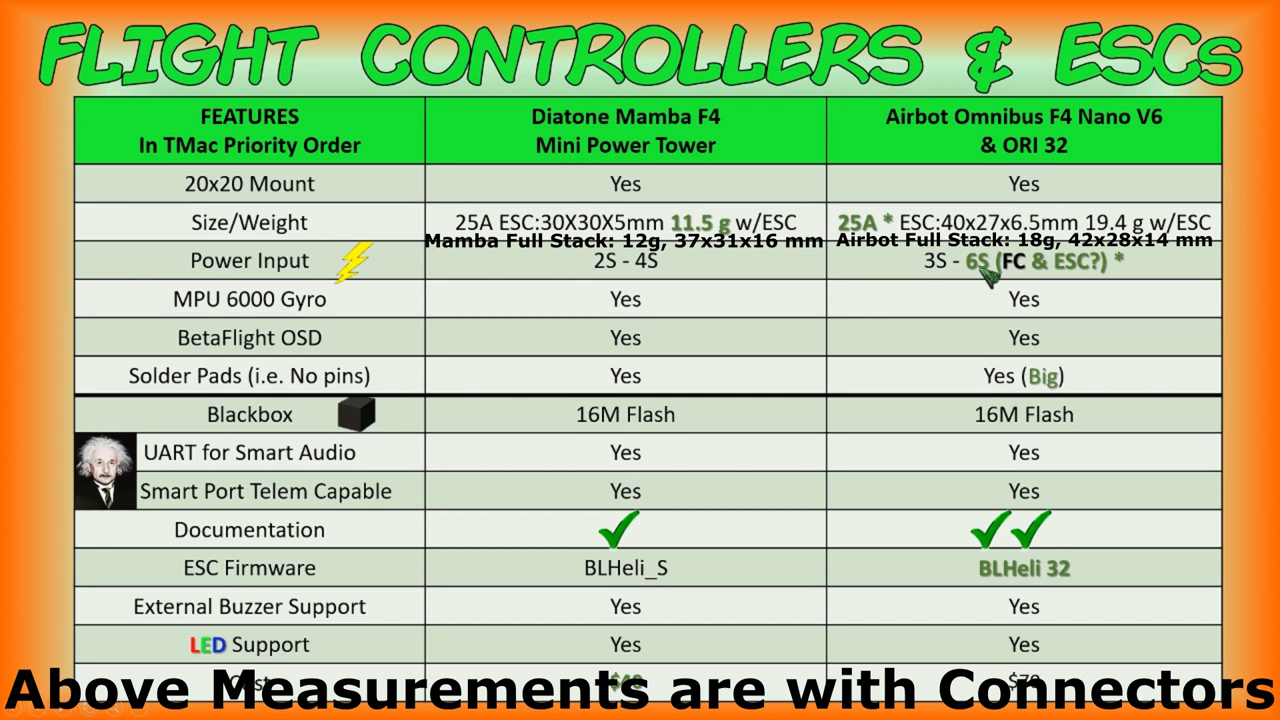 FLIGHT CONTROLLERS & ESCs
FEATURES
In TMac Priority Order
Diatone Mamba F4
Mini Power Tower
Airbot Omnibus F4 Nano V6
& ORI 32
20x20 Mount
Yes
Yes
Size/Weight
25A ESC:30X30X5mm 11.5 g w/ESC
25A * ESC:40x27x6.5mm 19.4 g w/ESC
Mamba Full Stack: 12g, 37x31x16 mm
Airbot Full Stack: 18g, 42x28x14 mm
Power Input
2S - 4S
3S - 6S (FC & ESC?) *
MPU 6000 Gyro
Yes
Yes
BetaFlight OSD
Yes
Yes
Solder Pads (i.e. No pins)
Yes
Yes (Big)
Blackbox
16M Flash
16M Flash
UART for Smart Audio
Yes
Yes
Smart Port Telem Capable
Yes
Yes
Documentation
ESC Firmware
BLHeli_S
BLHeli 32
External Buzzer Support
Yes
Yes
LED Support
Yes
Yes
Above Measurements are with Connectors